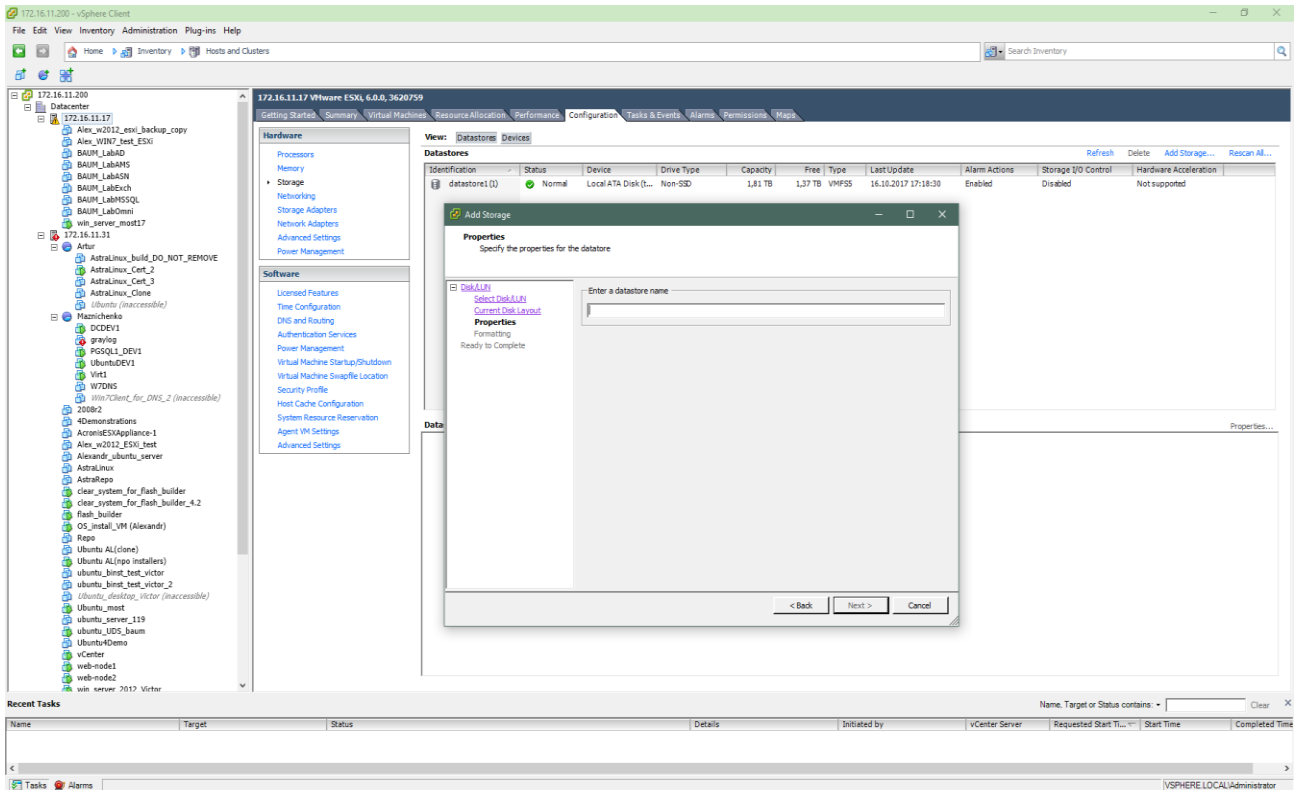 172.16.11.200 - vSphere Client
File Edit View Inventory Administration Plug-ins Help
Home Inventory Hosts and Clusters
Search Inventory
172.16.11.200
Datacenter
172.16.11.17
Alex_w2012_esxi_backup_copy
Alex_WIN7_test_ESXi
BAUM_LabAD
BAUM_LabAMS
BAUM_LabASN
BAUM_LabExch
BAUM_LabMSSQL
BAUM_LabOmni
win_server_most17
172.16.11.31
Artur
AstraLinux_build_DO_NOT_REMOVE
AstraLinux_Cert_2
AstraLinux_Cert_3
AstraLinux_Clone
Ubuntu (inaccessible)
Maznichenko
DCDEV1
graylog
PGSQL1_DEV1
UbuntuDEV1
Virt1
W7DNS
Win7Client_for_DNS_2 (inaccessible)
2008r2
4Demonstrations
AcronisESXAppliance-1
Alex_w2012_ESXi_test
Alexandr_ubuntu_server
AstraLinux
AstraRepo
clear_system_for_flash_builder
clear_system_for_flash_builder_4.2
flash_builder
OS_install_VM (Alexandr)
Repo
Ubuntu AL(clone)
Ubuntu AL(npo installers)
ubuntu_binst_test_victor
ubuntu_binst_test_victor_2
Ubuntu_desktop_Victor (inaccessible)
Ubuntu_most
ubuntu_server_119
ubuntu_UDS_baum
Ubuntu4Demo
vCenter
web-node1
web-node2
win_server_2012_Victor
172.16.11.17 VMware ESXi, 6.0.0, 3620759
Getting Started Summary Virtual Machines Resource Allocation Performance Configuration Tasks & Events Alarms Permissions Maps
Hardware
Processors
Memory
Storage
Networking
Storage Adapters
Network Adapters
Advanced Settings
Power Management
Software
Licensed Features
Time Configuration
DNS and Routing
Authentication Services
Power Management
Virtual Machine Startup/Shutdown
Virtual Machine Swapfile Location
Security Profile
Host Cache Configuration
System Resource Reservation
Agent VM Settings
Advanced Settings
View: Datastores Devices
Datastores Refresh Delete Add Storage... Rescan All...
Identification Status Device Drive Type Capacity Free Type Last Update Alarm Actions Storage I/O Control Hardware Acceleration
datastore1 (1) Normal Local ATA Disk (t... Non-SSD 1,81 TB 1,37 TB VMFS5 16.10.2017 17:18:30 Enabled Disabled Not supported
Data Properties...
Add Storage
Properties
Specify the properties for the datatore
Disk/LUN
Select Disk/LUN
Current Disk Layout
Properties
Formatting
Ready to Complete
Enter a datastore name
< Back Next > Cancel
Recent Tasks Name, Target or Status contains: Clear
Name Target Status Details Initiated by vCenter Server Requested Start Ti... Start Time Completed Time
Tasks Alarms VSPHERE.LOCAL\Administrator